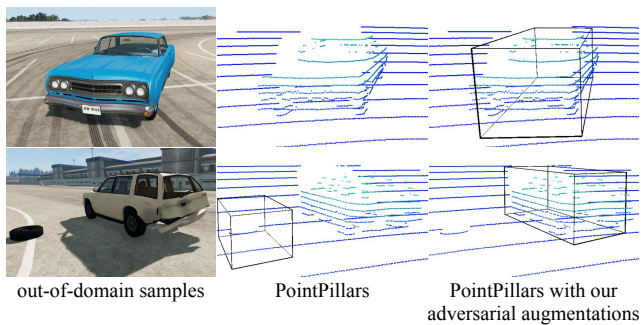 out-of-domain samples
PointPillars
PointPillars with our
adversarial augmentations